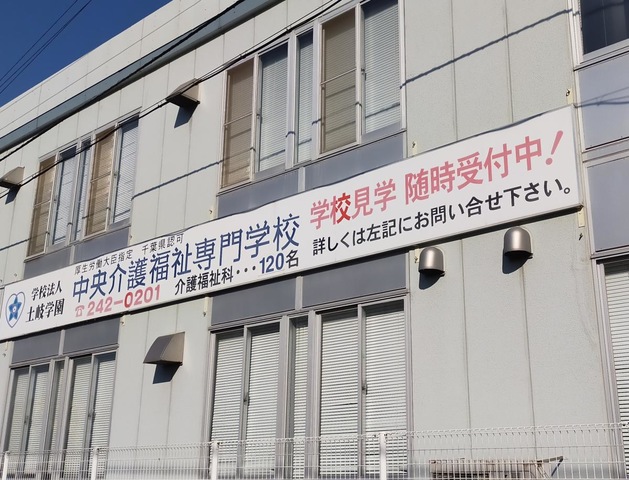 学校法人
土岐学園
厚生労働大臣指定 千葉県認可
中央介護福祉専門学校
☎242-0201 介護福祉科・・・120名
学校見学 随時受付中!
詳しくは左記にお問い合せ下さい。